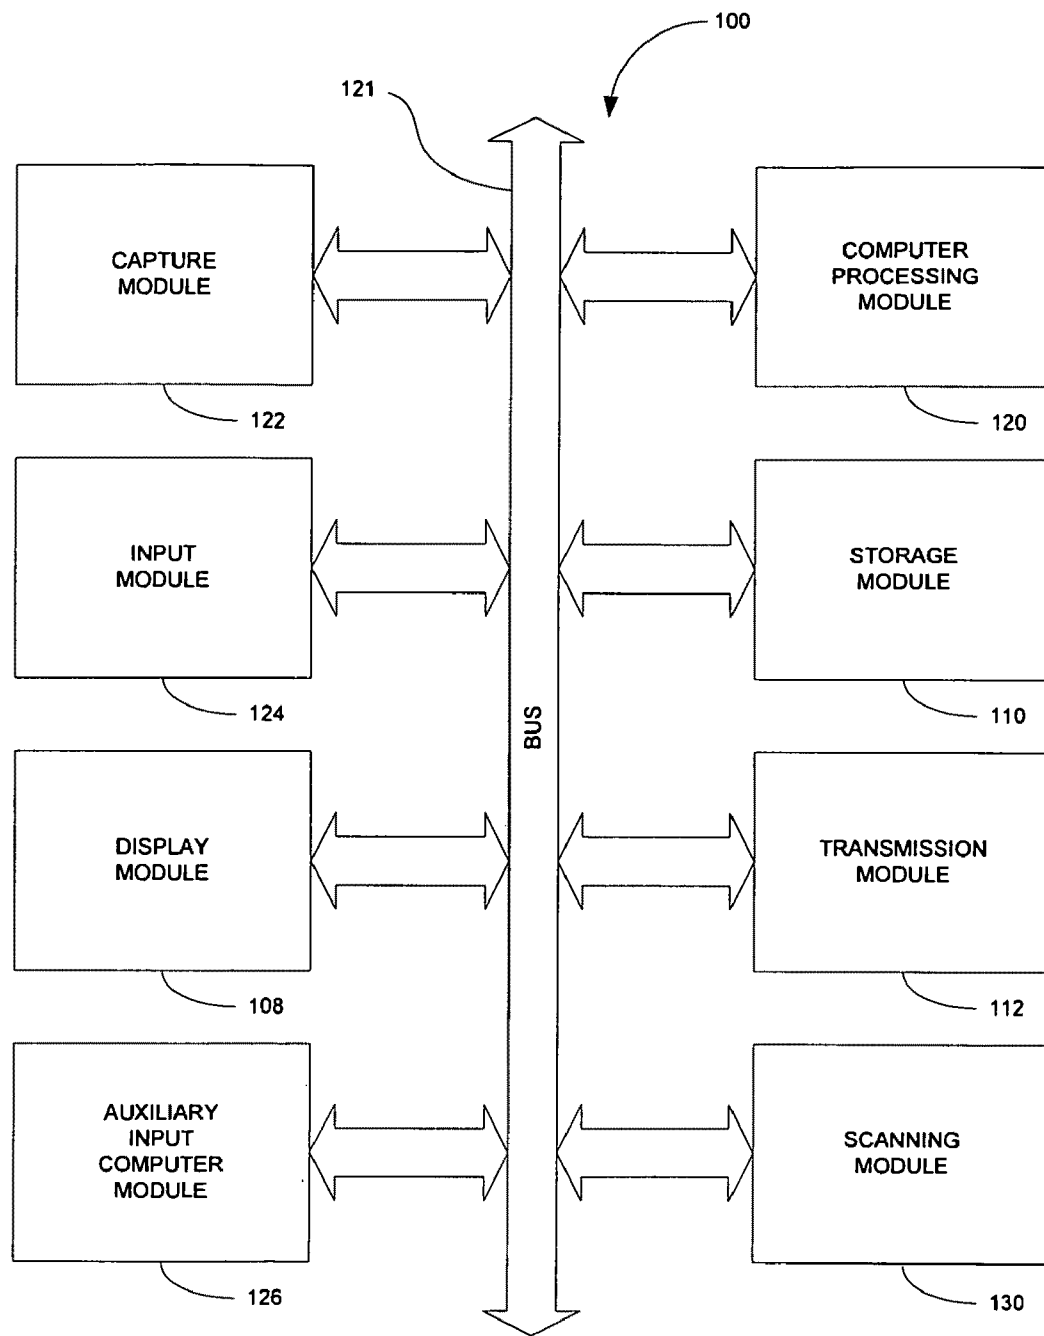 100
121
CAPTURE
MODULE
122
COMPUTER
PROCESSING
MODULE
120
INPUT
MODULE
124
STORAGE
MODULE
110
BUS
DISPLAY
MODULE
108
TRANSMISSION
MODULE
112
AUXILIARY
INPUT
COMPUTER
MODULE
126
SCANNING
MODULE
130